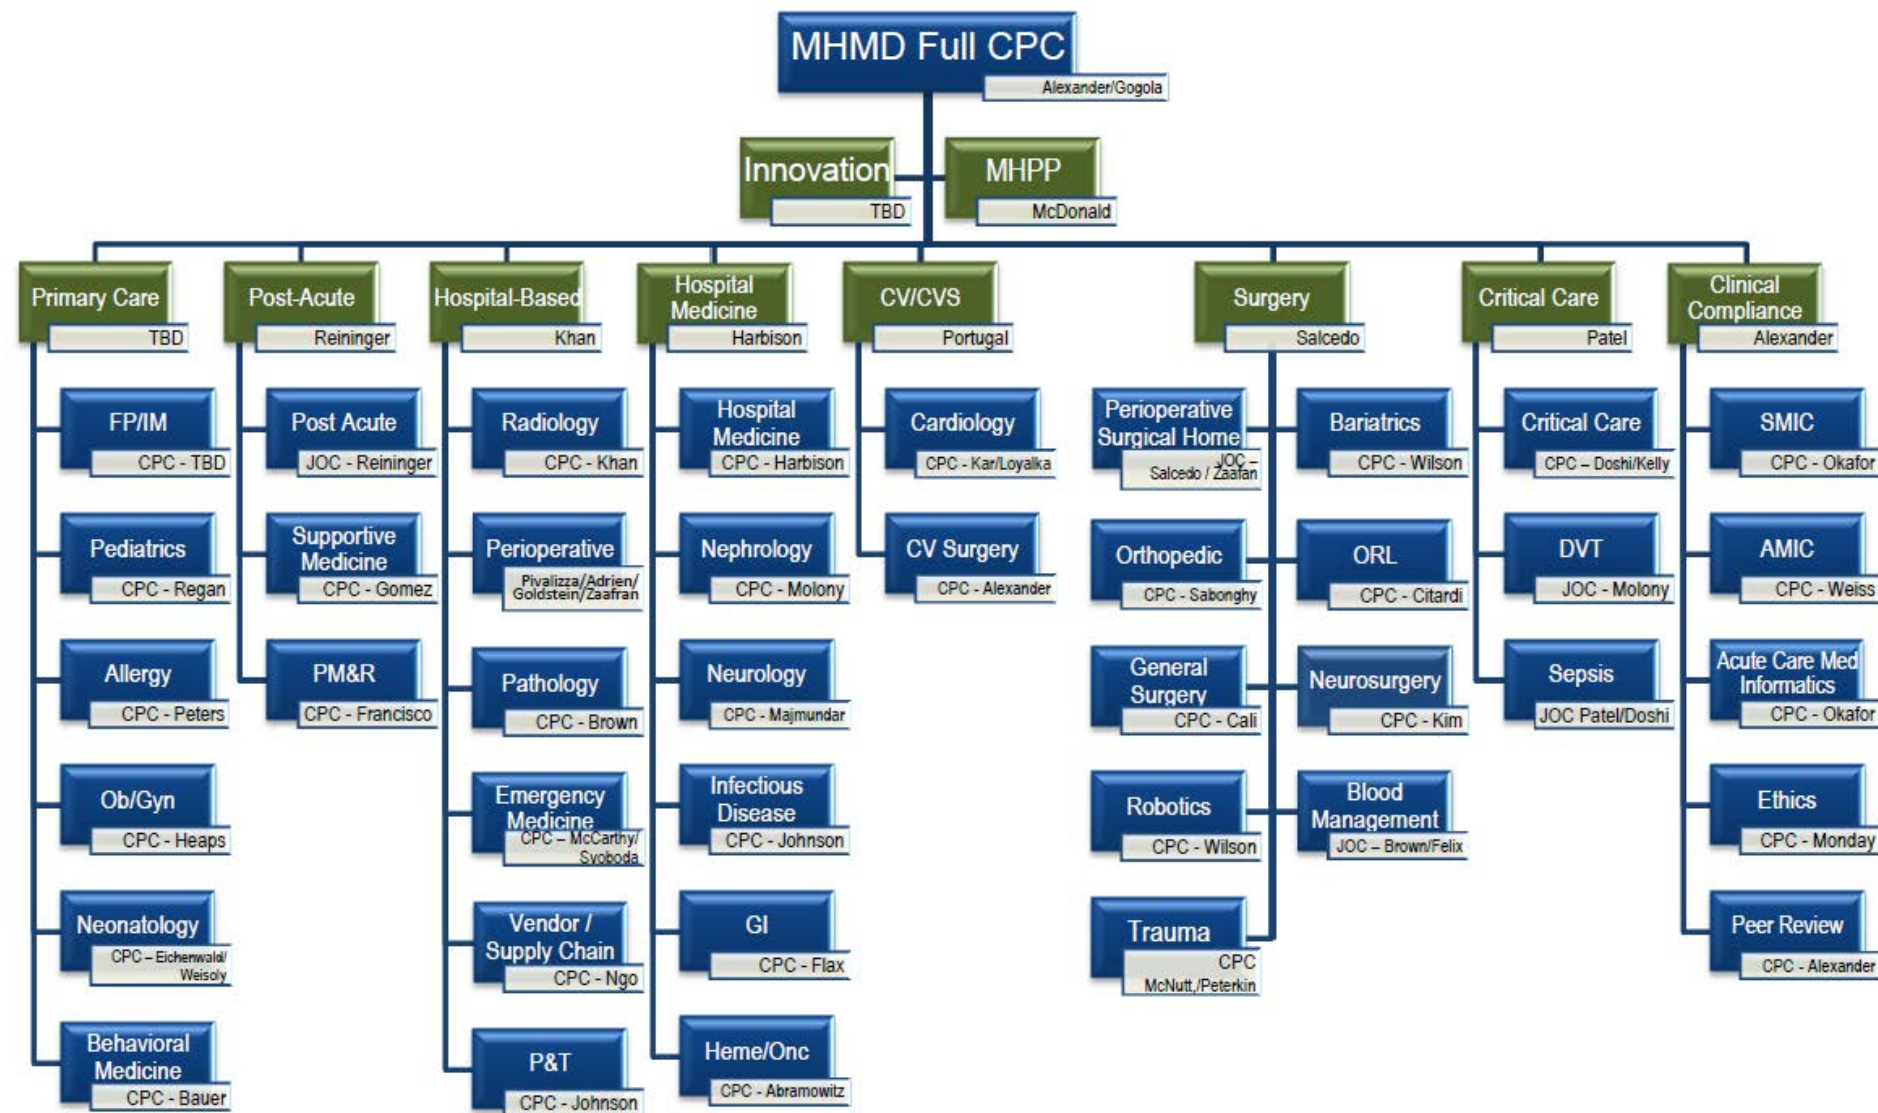 MHMD Full CPC
Alexander/Gogola
Innovation
TBD
MHPP
McDonald
Primary Care
TBD
FP/IM
CPC - TBD
Pediatrics
CPC - Regan
Allergy
CPC - Peters
Ob/Gyn
CPC - Heaps
Neonatology
CPC – Eichenwald/
Weisoly
Behavioral
Medicine
CPC - Bauer
Post-Acute
Reininger
Post Acute
JOC - Reininger
Supportive
Medicine
CPC - Gomez
PM&R
CPC - Francisco
Hospital-Based
Khan
Radiology
CPC - Khan
Perioperative
Pivalizza/Adrien/
Goldstein/Zaafran
Pathology
CPC - Brown
Emergency
Medicine
CPC – McCarthy/
Svoboda
Vendor /
Supply Chain
CPC - Ngo
P&T
CPC - Johnson
Hospital
Medicine
Harbison
Hospital
Medicine
CPC - Harbison
Nephrology
CPC - Molony
Neurology
CPC - Majmundar
Infectious
Disease
CPC - Johnson
GI
CPC - Flax
Heme/Onc
CPC - Abramowitz
CV/CVS
Portugal
Cardiology
CPC - Kar/Loyalka
CV Surgery
CPC - Alexander
Surgery
Salcedo
Perioperative
Surgical Home
JOC –
Salcedo / Zaafan
Bariatrics
CPC - Wilson
Orthopedic
CPC - Sabonghy
ORL
CPC - Citardi
General
Surgery
CPC - Cali
Neurosurgery
CPC - Kim
Robotics
CPC - Wilson
Blood
Management
JOC – Brown/Felix
Trauma
CPC
McNutt,/Peterkin
Critical Care
Patel
Critical Care
CPC – Doshi/Kelly
DVT
JOC - Molony
Sepsis
JOC Patel/Doshi
Clinical
Compliance
Alexander
SMIC
CPC - Okafor
AMIC
CPC - Weiss
Acute Care Med
Informatics
CPC - Okafor
Ethics
CPC - Monday
Peer Review
CPC - Alexander